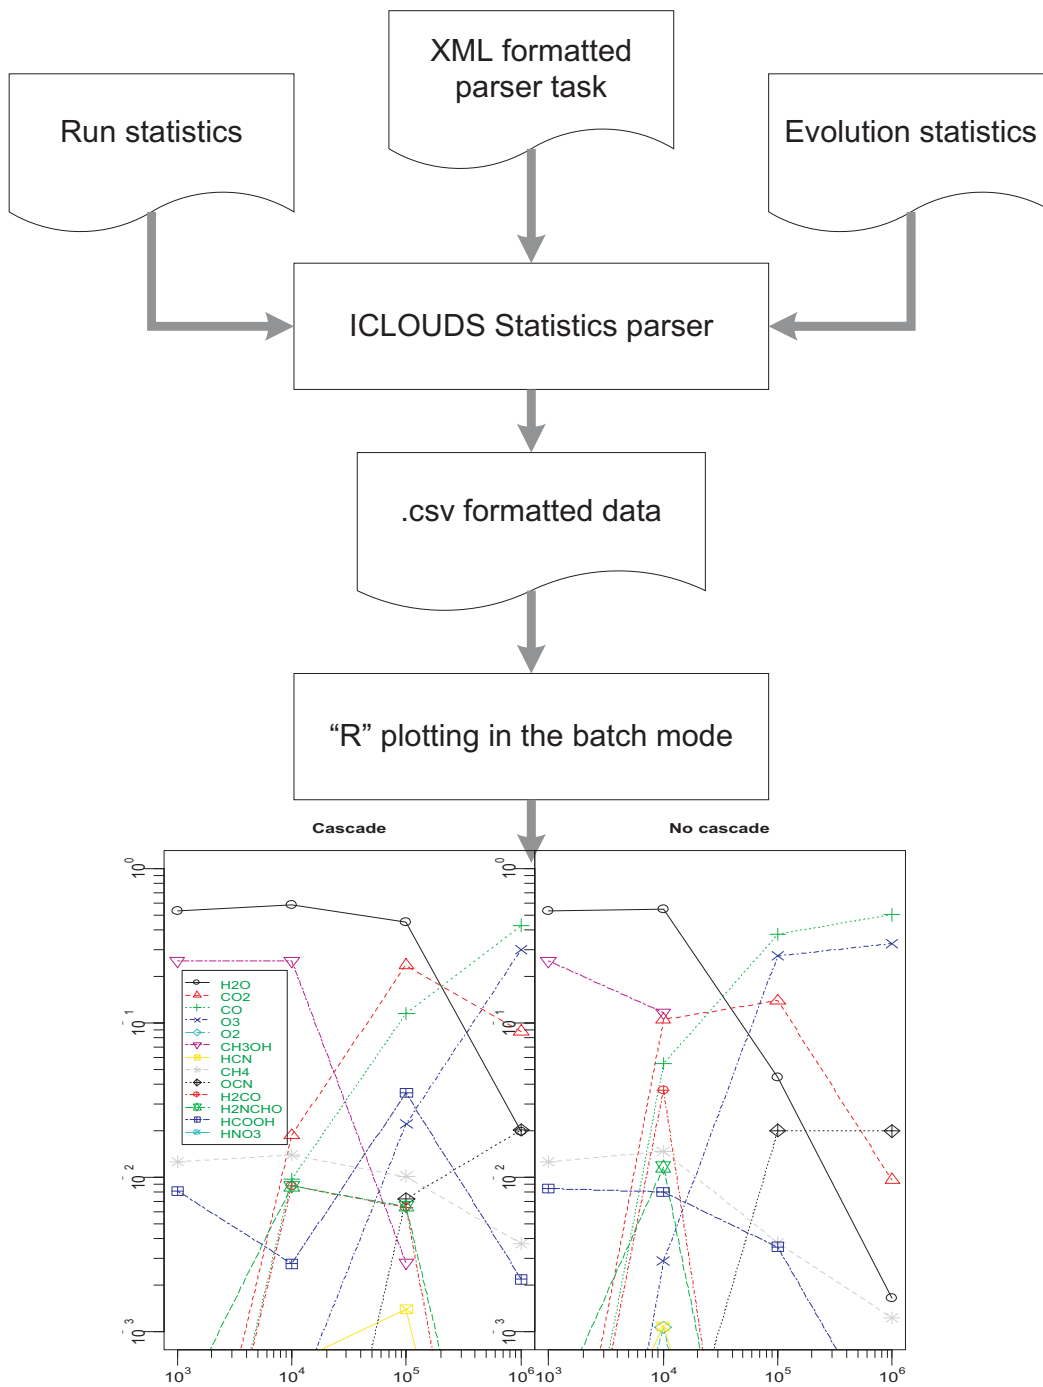 XML formatted
parser task
Run statistics
Evolution statistics
ICLOUDS Statistics parser
.csv formatted data
“R” plotting in the batch mode
Cascade
No cascade
10^0
10^-1
10^-2
10^-3
H2O
CO2
CO
O3
O2
CH3OH
HCN
CH4
OCN
H2CO
H2NCHO
HCOOH
HNO3
10^3
10^4
10^5
10^6
10^0
10^-1
10^-2
10^-3
10^3
10^4
10^5
10^6